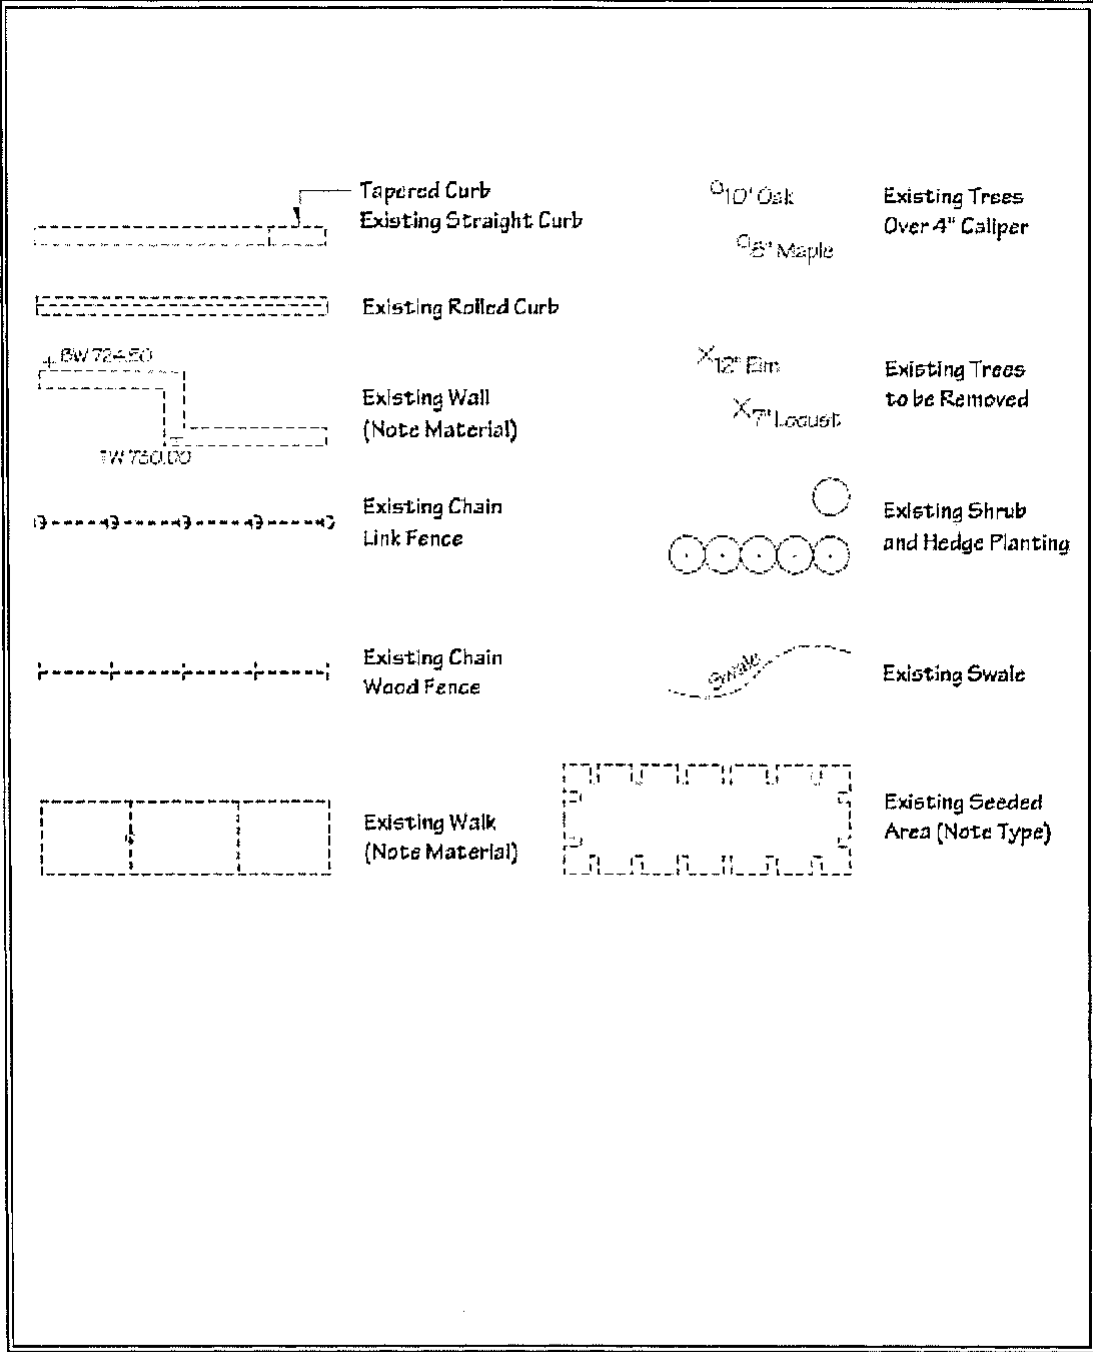 Tapered Curb
Existing Straight Curb
Existing Rolled Curb
BW 724.50
Existing Wall
(Note Material)
TW 730.00
Existing Chain
Link Fence
Existing Chain
Wood Fence
Existing Walk
(Note Material)
10' Oak
8" Maple
Existing Trees
Over 4" Caliper
12" Elm
7" Locust
Existing Trees
to be Removed
Existing Shrub
and Hedge Planting
Swale
Existing Swale
Existing Seeded
Area (Note Type)